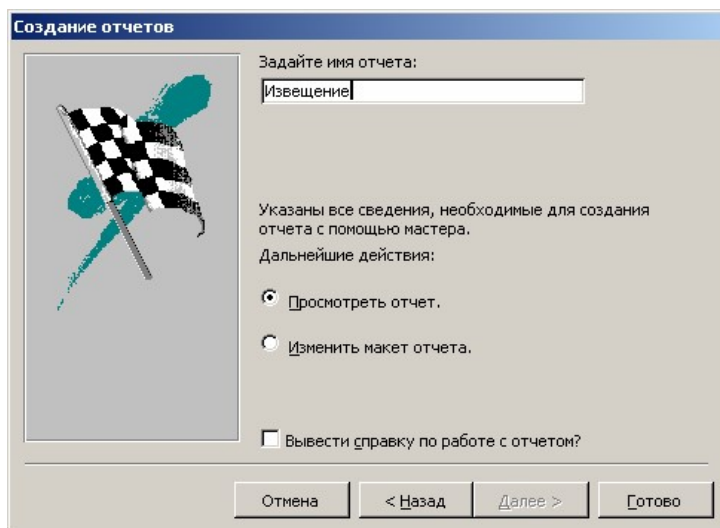 Создание отчетов
Задайте имя отчета:
Извещение
Указаны все сведения, необходимые для создания
отчета с помощью мастера.
Дальнейшие действия:
Просмотреть отчет.
Изменить макет отчета.
Вывести справку по работе с отчетом?
Отмена
< Назад
Далее >
Готово